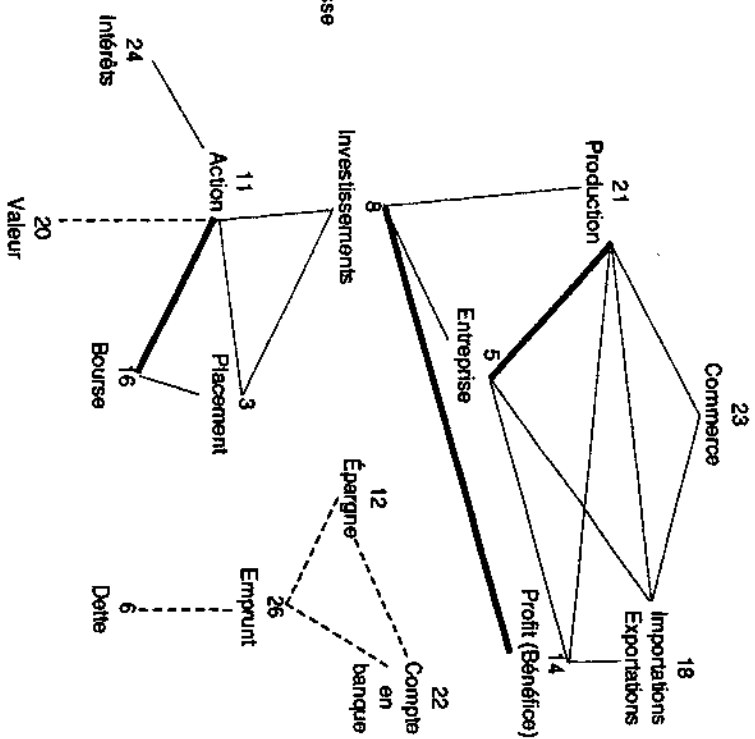 23
Commerce
21
Production
18
Importations
Exportations
5
Entreprise
14
Profit (Bénéfice)
8
Investissements
22
Compte
en
banque
12
Épargne
3
Placement
11
Action
26
Emprunt
16
Bourse
24
Intérêts
6
Dette
20
Valeur
sse